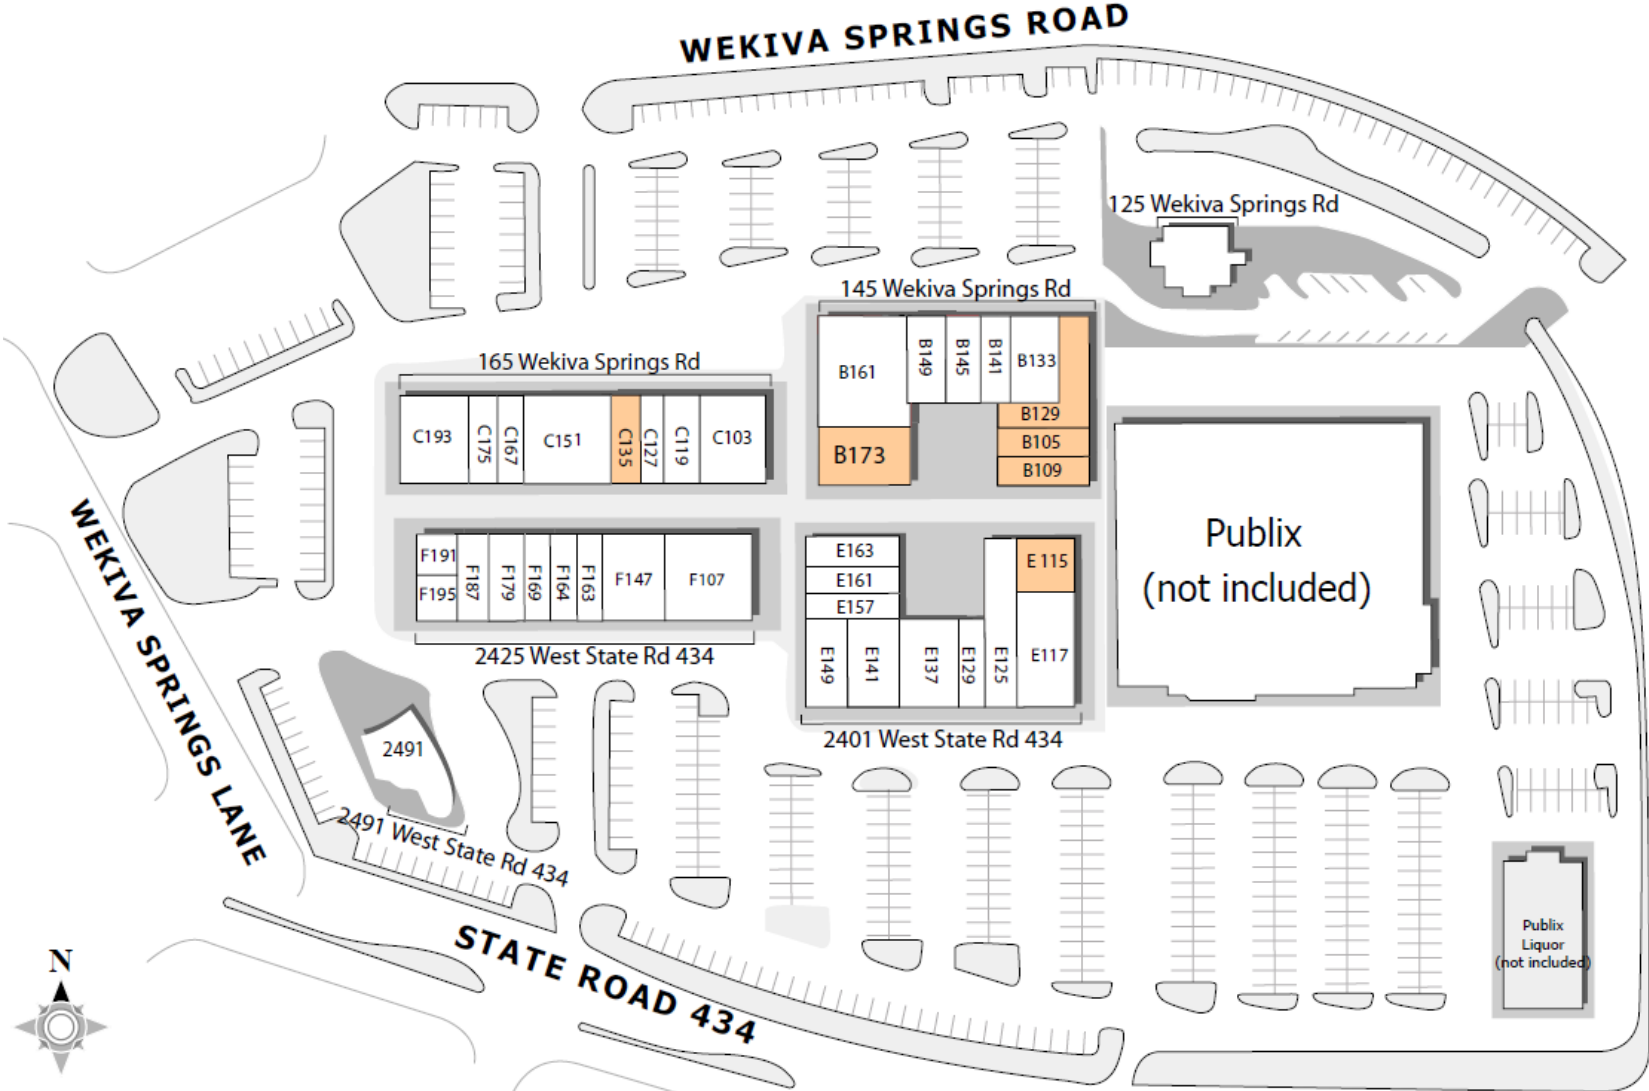 WEKIVA SPRINGS ROAD
125 Wekiva Springs Rd
145 Wekiva Springs Rd
B161
B149
B145
B141
B133
B129
B105
B109
B173
165 Wekiva Springs Rd
C193
C175
C167
C151
C135
C127
C119
C103
Publix
(not included)
F191
F195
F187
F179
F169
F164
F163
F147
F107
2425 West State Rd 434
E163
E161
E157
E149
E141
E137
E129
E125
E 115
E117
2401 West State Rd 434
WEKIVA SPRINGS LANE
2491
2491 West State Rd 434
STATE ROAD 434
Publix
Liquor
(not included)
N